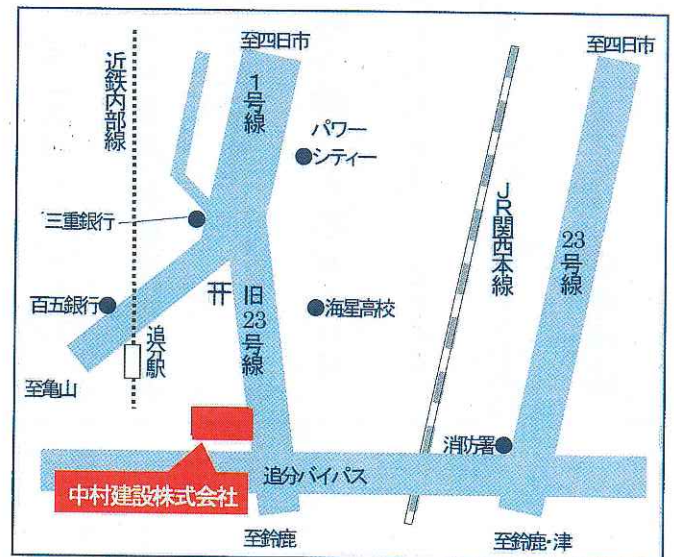 至四日市
至四日市
近鉄内部線
1号線
パワー
シティー
三重銀行
JR関西本線
23号線
百五銀行
旧23号線
海星高校
追分駅
至亀山
消防署
追分バイパス
中村建設株式会社
至鈴鹿
至鈴鹿・津